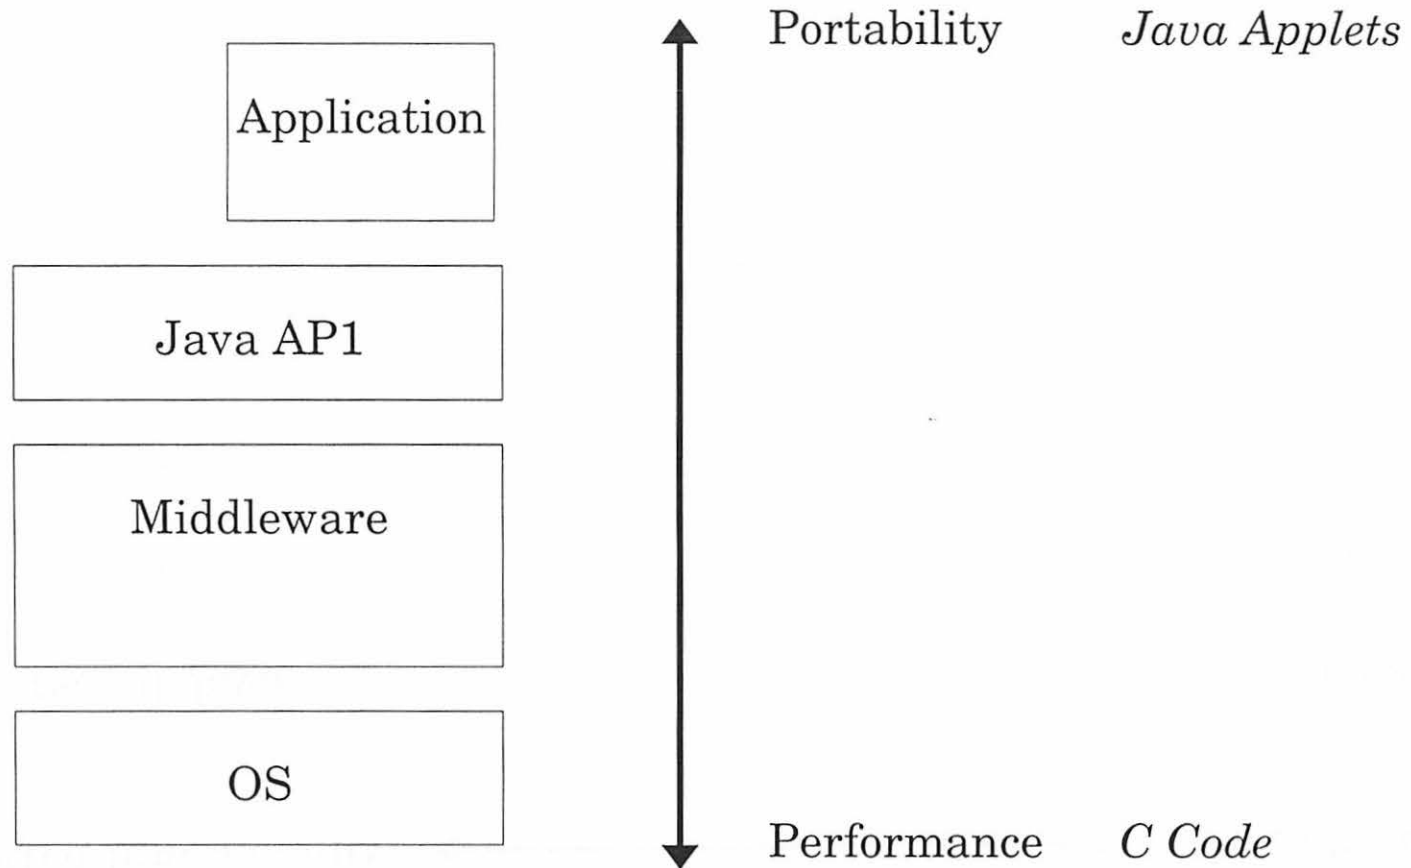 Portability Java Applets
Application
Java AP1
Middleware
OS
Performance C Code